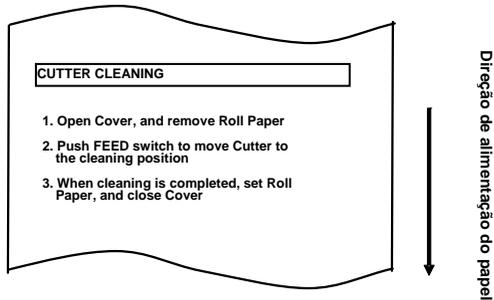 CUTTER CLEANING
1. Open Cover, and remove Roll Paper
2. Push FEED switch to move Cutter to
the cleaning position
3. When cleaning is completed, set Roll
Paper, and close Cover
Direção de alimentação do papel